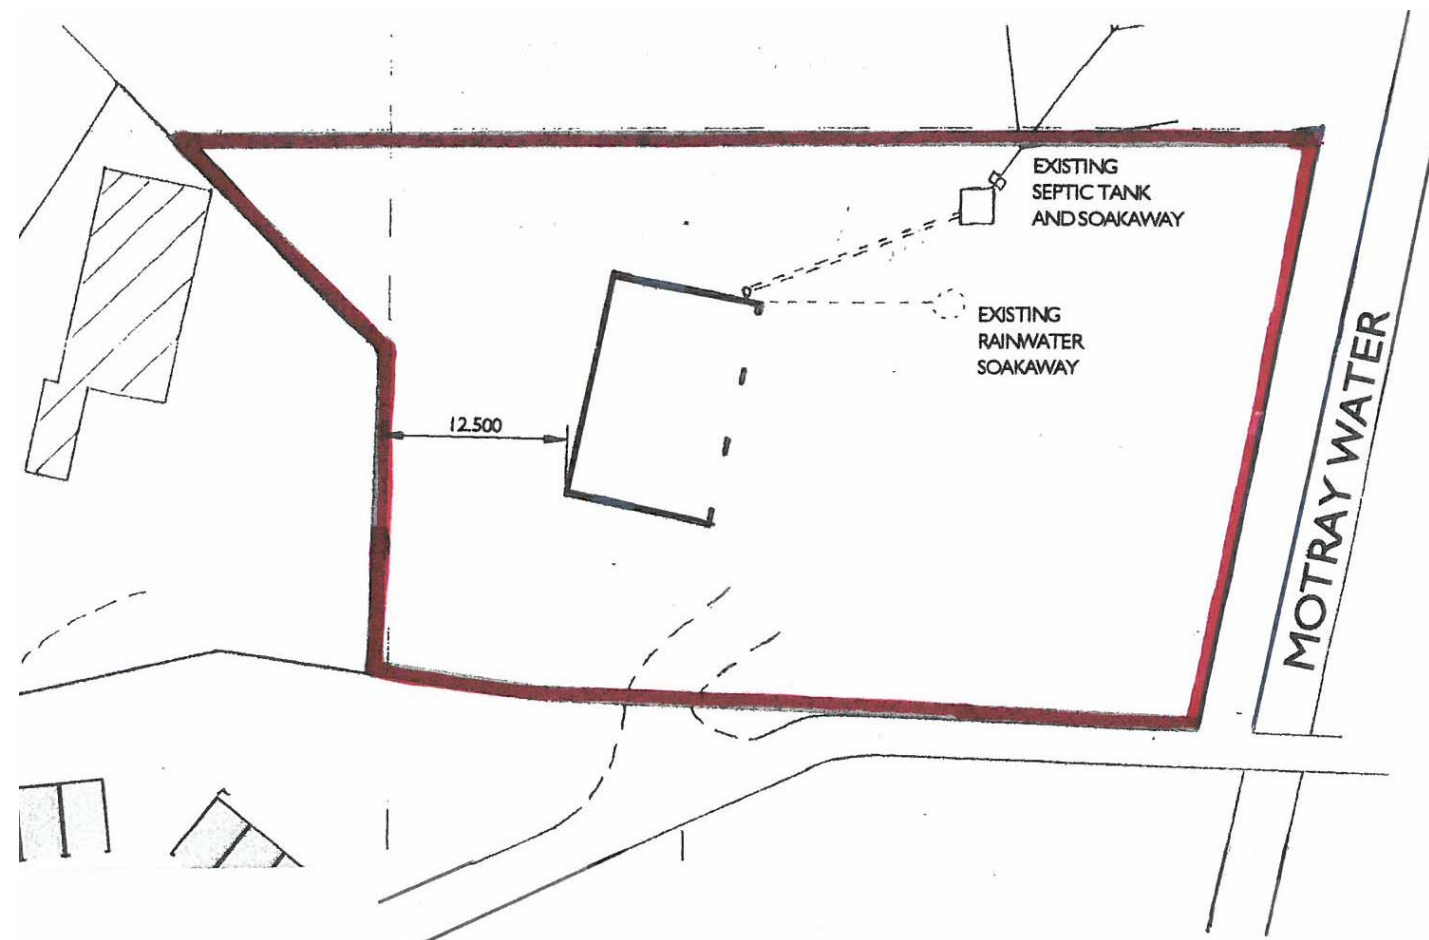 EXISTING
SEPTIC TANK
AND SOAKAWAY
EXISTING
RAINWATER
SOAKAWAY
12.500
MOTRAY WATER